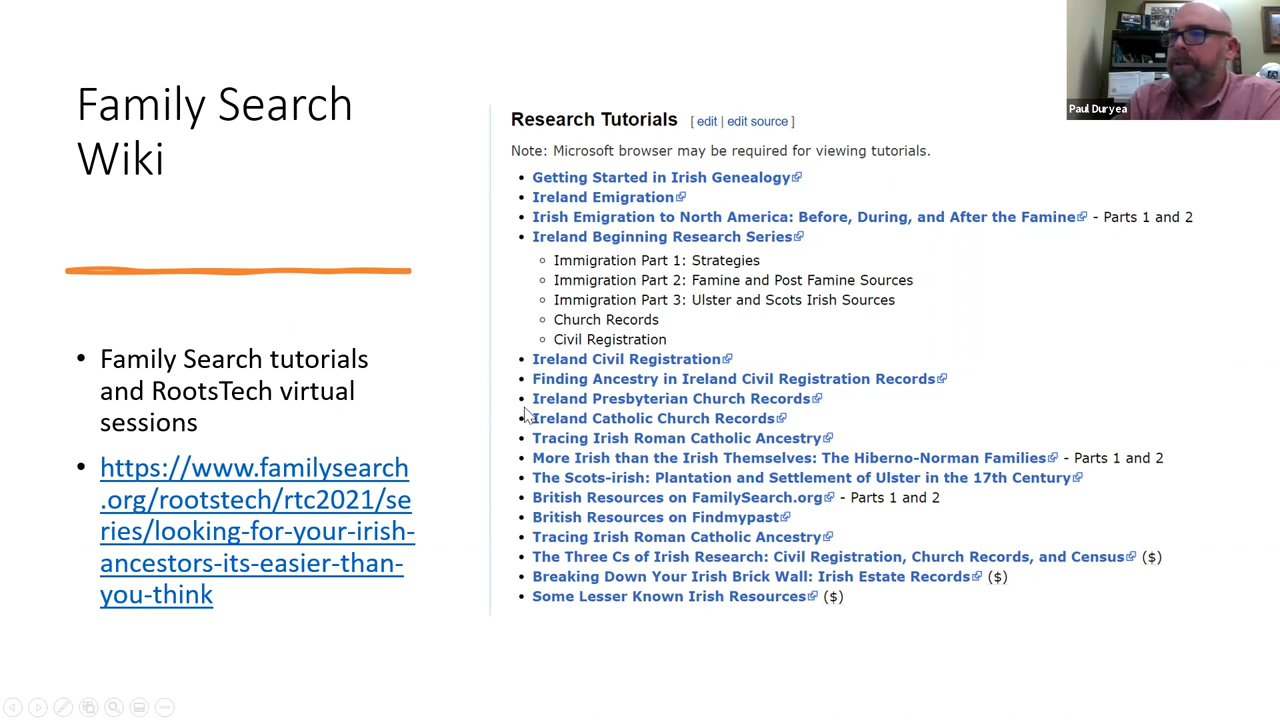 Family Search
Wiki
Family Search tutorials
and RootsTech virtual
sessions
https://www.familysearch
.org/rootstech/rtc2021/se
ries/looking-for-your-irish-
ancestors-its-easier-than-
you-think
Research Tutorials [ edit | edit source ]
Note: Microsoft browser may be required for viewing tutorials.
Getting Started in Irish Genealogy
Ireland Emigration
Irish Emigration to North America: Before, During, and After the Famine - Parts 1 and 2
Ireland Beginning Research Series
Immigration Part 1: Strategies
Immigration Part 2: Famine and Post Famine Sources
Immigration Part 3: Ulster and Scots Irish Sources
Church Records
Civil Registration
Ireland Civil Registration
Finding Ancestry in Ireland Civil Registration Records
Ireland Presbyterian Church Records
Ireland Catholic Church Records
Tracing Irish Roman Catholic Ancestry
More Irish than the Irish Themselves: The Hiberno-Norman Families - Parts 1 and 2
The Scots-irish: Plantation and Settlement of Ulster in the 17th Century
British Resources on FamilySearch.org - Parts 1 and 2
British Resources on Findmypast
Tracing Irish Roman Catholic Ancestry
The Three Cs of Irish Research: Civil Registration, Church Records, and Census ($)
Breaking Down Your Irish Brick Wall: Irish Estate Records ($)
Some Lesser Known Irish Resources ($)
Paul Duryea